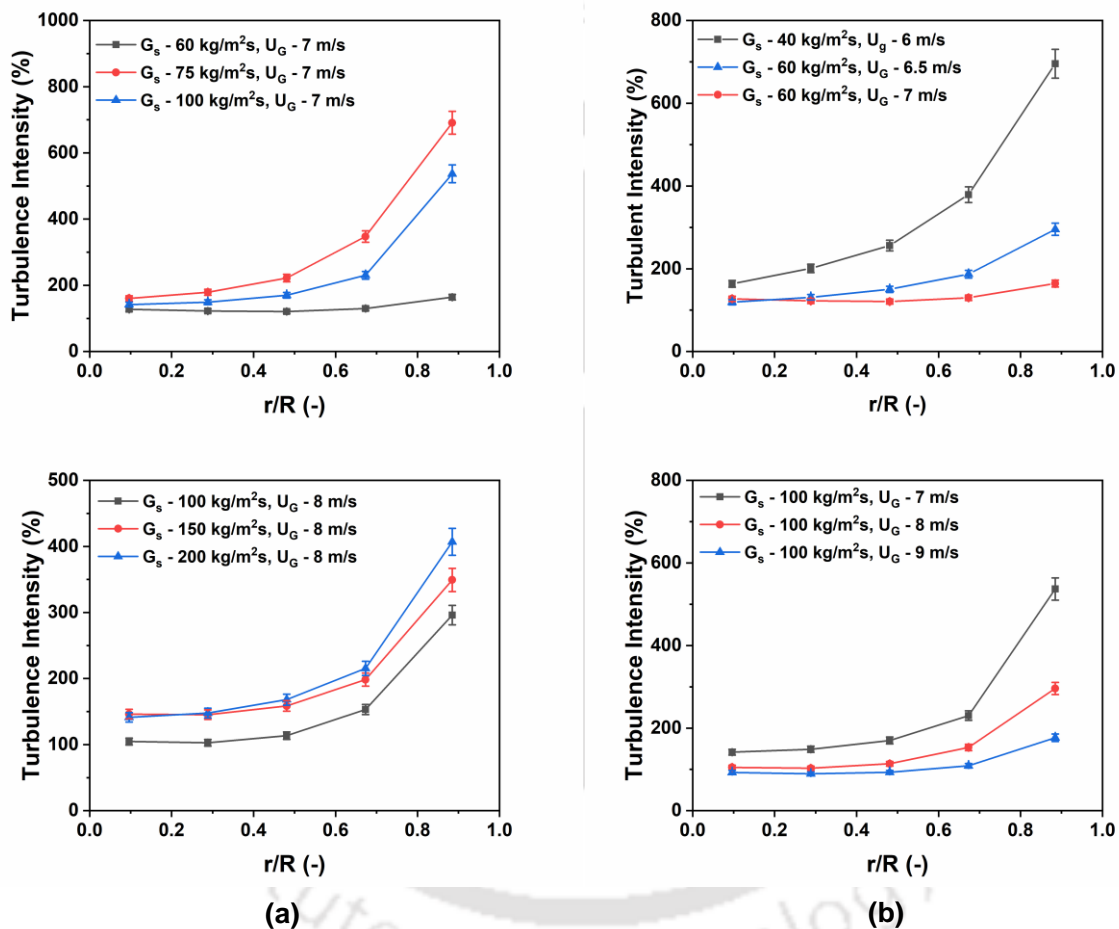 1000
800
600
400
200
0
Turbulence Intensity (%)
G_s - 60 kg/m²s, U_G - 7 m/s
G_s - 75 kg/m²s, U_G - 7 m/s
G_s - 100 kg/m²s, U_G - 7 m/s
0.0 0.2 0.4 0.6 0.8 1.0
r/R (-)
800
600
400
200
0
Turbulent Intensity (%)
G_s - 40 kg/m²s, U_g - 6 m/s
G_s - 60 kg/m²s, U_G - 6.5 m/s
G_s - 60 kg/m²s, U_G - 7 m/s
0.0 0.2 0.4 0.6 0.8 1.0
r/R (-)
500
400
300
200
100
0
Turbulence Intensity (%)
G_s - 100 kg/m²s, U_G - 8 m/s
G_s - 150 kg/m²s, U_G - 8 m/s
G_s - 200 kg/m²s, U_G - 8 m/s
0.0 0.2 0.4 0.6 0.8 1.0
r/R (-)
800
600
400
200
0
Turbulence Intensity (%)
G_s - 100 kg/m²s, U_G - 7 m/s
G_s - 100 kg/m²s, U_G - 8 m/s
G_s - 100 kg/m²s, U_G - 9 m/s
0.0 0.2 0.4 0.6 0.8 1.0
r/R (-)
(a)
(b)